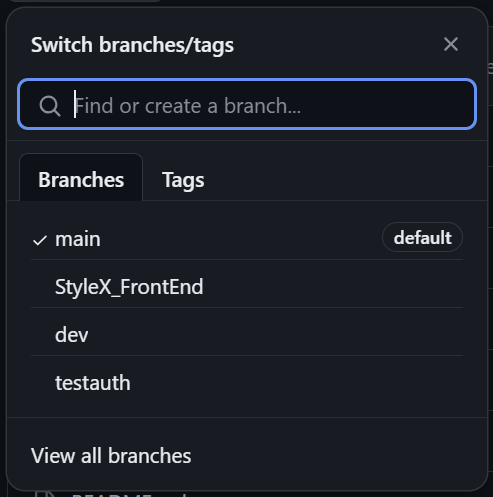 Switch branches/tags
Find or create a branch...
Branches Tags
main default
StyleX_FrontEnd
dev
testauth
View all branches